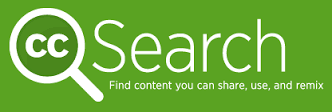 cc Search
Find content you can share, use, and remix